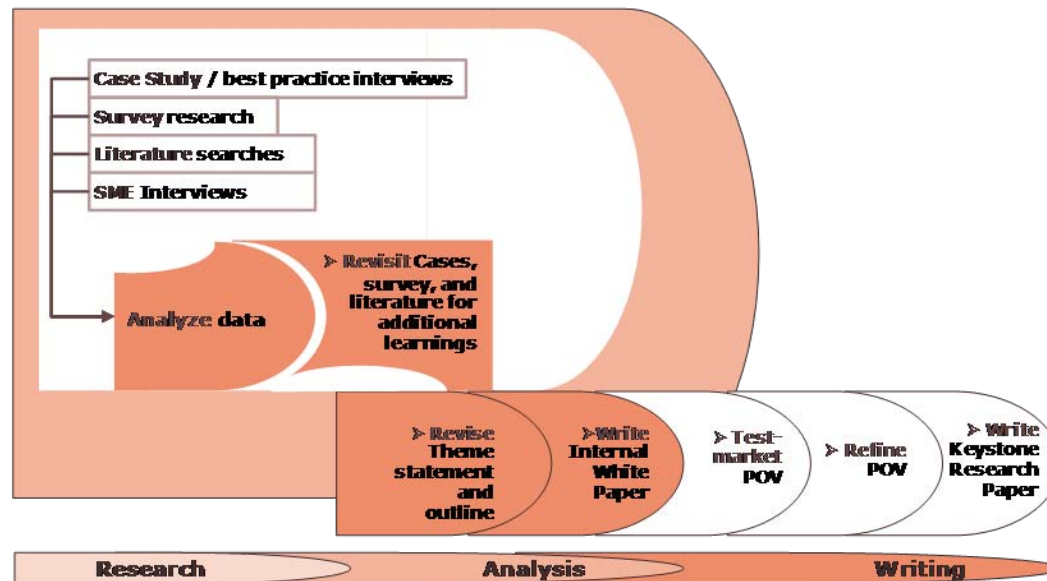 Case Study / best practice interviews
Survey research
Literature searches
SME Interviews
Analyze data
➢ Revisit Cases,
survey, and
literature for
additional
learnings
➢ Revise
Theme
statement
and
outline
➢Write
Internal
White
Paper
➢ Test-
market
POV
➢ Refine
POV
➢ Write
Keystone
Research
Paper
Research
Analysis
Writing